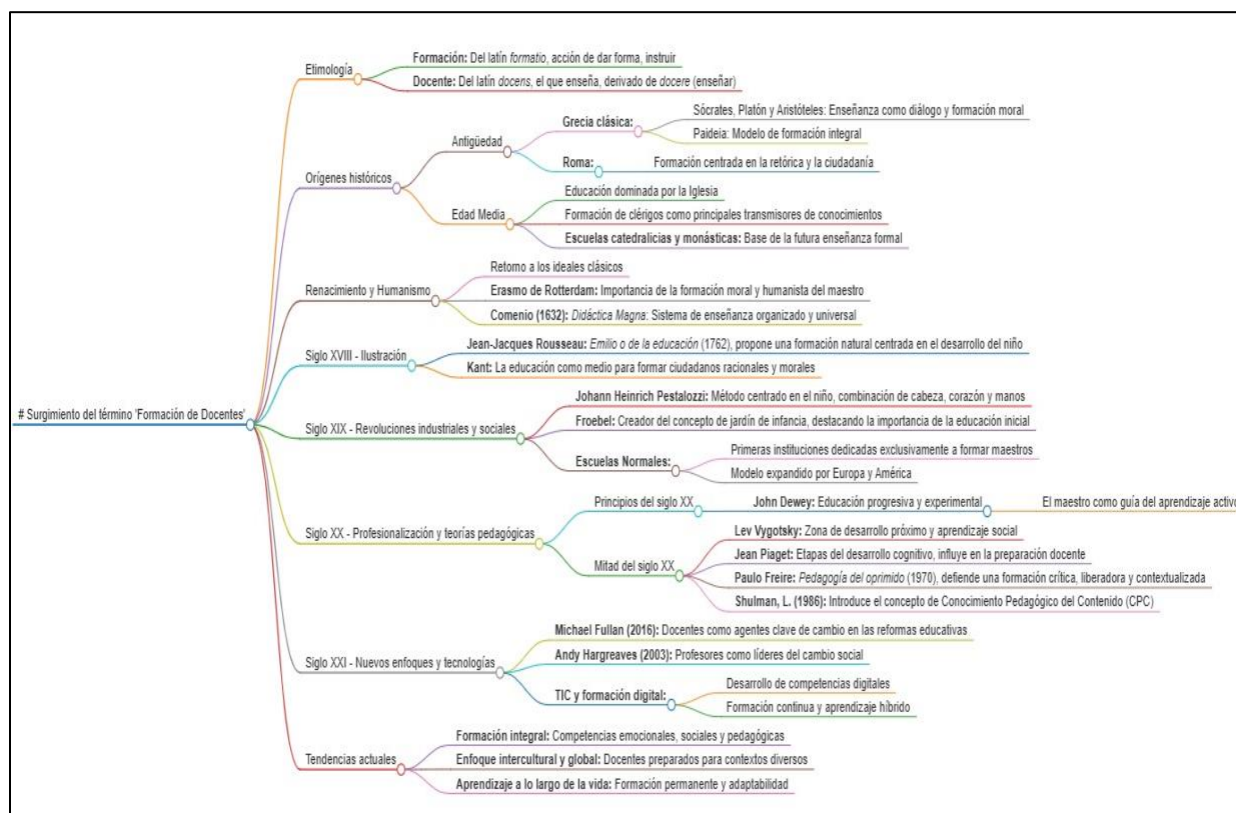 # Surgimiento del término 'Formación de Docentes'
Etimología
Formación: Del latín formatio, acción de dar forma, instruir
Docente: Del latín docens, el que enseña, derivado de docere (enseñar)
Orígenes históricos
Antigüedad
Grecia clásica:
Sócrates, Platón y Aristóteles: Enseñanza como diálogo y formación moral
Paideia: Modelo de formación integral
Roma:
Formación centrada en la retórica y la ciudadanía
Edad Media
Educación dominada por la Iglesia
Formación de clérigos como principales transmisores de conocimientos
Escuelas catedralicias y monásticas: Base de la futura enseñanza formal
Renacimiento y Humanismo
Retorno a los ideales clásicos
Erasmo de Rotterdam: Importancia de la formación moral y humanista del maestro
Comenio (1632): Didáctica Magna: Sistema de enseñanza organizado y universal
Siglo XVIII - Ilustración
Jean-Jacques Rousseau: Emilio o de la educación (1762), propone una formación natural centrada en el desarrollo del niño
Kant: La educación como medio para formar ciudadanos racionales y morales
Siglo XIX - Revoluciones industriales y sociales
Johann Heinrich Pestalozzi: Método centrado en el niño, combinación de cabeza, corazón y manos
Froebel: Creador del concepto de jardín de infancia, destacando la importancia de la educación inicial
Escuelas Normales:
Primeras instituciones dedicadas exclusivamente a formar maestros
Modelo expandido por Europa y América
Siglo XX - Profesionalización y teorías pedagógicas
Principios del siglo XX
John Dewey: Educación progresiva y experimental
El maestro como guía del aprendizaje activo
Mitad del siglo XX
Lev Vygotsky: Zona de desarrollo próximo y aprendizaje social
Jean Piaget: Etapas del desarrollo cognitivo, influye en la preparación docente
Paulo Freire: Pedagogía del oprimido (1970), defiende una formación crítica, liberadora y contextualizada
Shulman, L. (1986): Introduce el concepto de Conocimiento Pedagógico del Contenido (CPC)
Siglo XXI - Nuevos enfoques y tecnologías
Michael Fullan (2016): Docentes como agentes clave de cambio en las reformas educativas
Andy Hargreaves (2003): Profesores como líderes del cambio social
TIC y formación digital:
Desarrollo de competencias digitales
Formación continua y aprendizaje híbrido
Tendencias actuales
Formación integral: Competencias emocionales, sociales y pedagógicas
Enfoque intercultural y global: Docentes preparados para contextos diversos
Aprendizaje a lo largo de la vida: Formación permanente y adaptabilidad